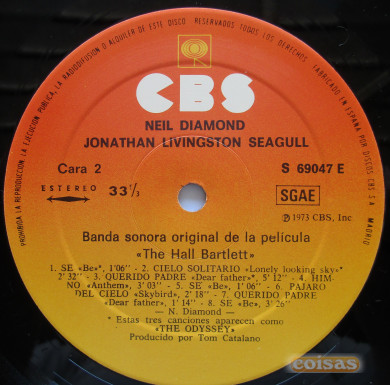 RESERVADOS TODOS LOS DERECHOS. FABRICADO EN ESPAÑA POR DISCOS CBS S.A. MADRID
PROHIBIDA LA REPRODUCCION, LA EJECUCION PUBLICA, LA RADIODIFUSION O ALQUILER DE ESTE DISCO
CBS
NEIL DIAMOND
JONATHAN LIVINGSTON SEAGULL
Cara 2
S 69047 E
ESTEREO
33 1/3
SGAE
Ⓟ 1973 CBS, Inc
Banda sonora original de la película
«The Hall Bartlett»
1. SE «Be»*, 1'06" - 2. CIELO SOLITARIO «Lonely looking sky»*
2' 32" - 3. QUERIDO PADRE «Dear father»*, 5' 12" - 4. HIM-
NO «Anthem», 3' 03" - 5. SE «Be» - 6. PAJARO
DEL CIELO «Skybird», 2' 18" - 7. QUERIDO PADRE
«Dear father», 1' 14" - 8. SE «Be», 3' 26"
— N. Diamond —
* Estas tres canciones aparecen como
«THE ODYSSEY»
Producido por Tom Catalano
coisas